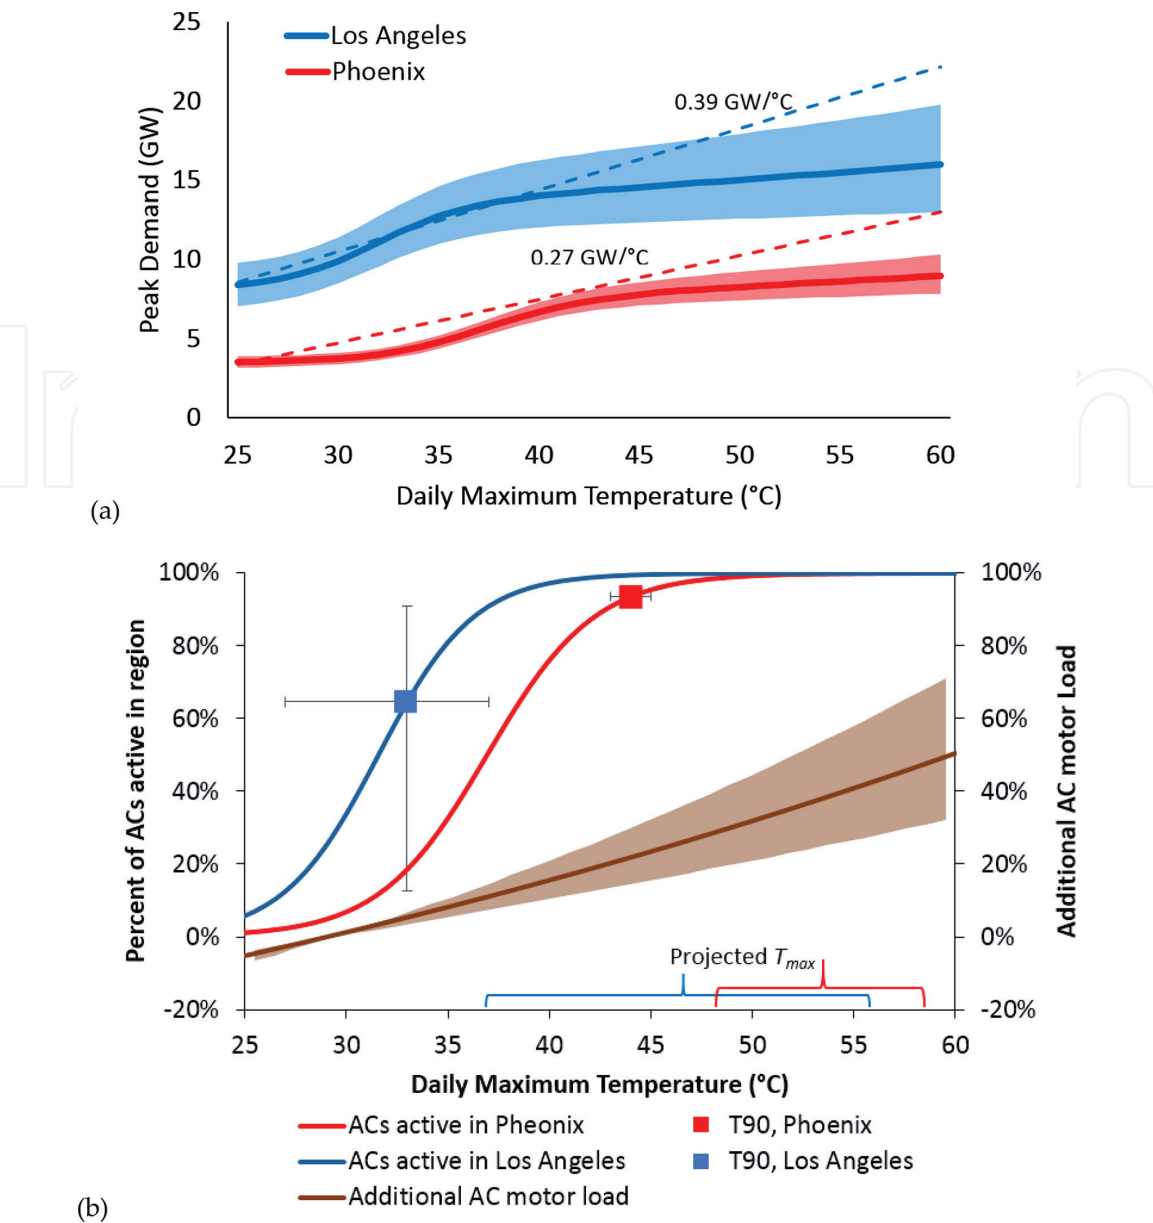 25
Los Angeles
Phoenix
0.39 GW/°C
20
15
0.27 GW/°C
10
5
0
Peak Demand (GW)
25 30 35 40 45 50 55 60
Daily Maximum Temperature (°C)
(a)
100% 100%
80% 80%
60% 60%
40% 40%
20% 20%
0% 0%
-20% -20%
Percent of ACs active in region
Additional AC motor Load
Projected Tmax
25 30 35 40 45 50 55 60
Daily Maximum Temperature (°C)
ACs active in Pheonix T90, Phoenix
ACs active in Los Angeles T90, Los Angeles
Additional AC motor load
(b)